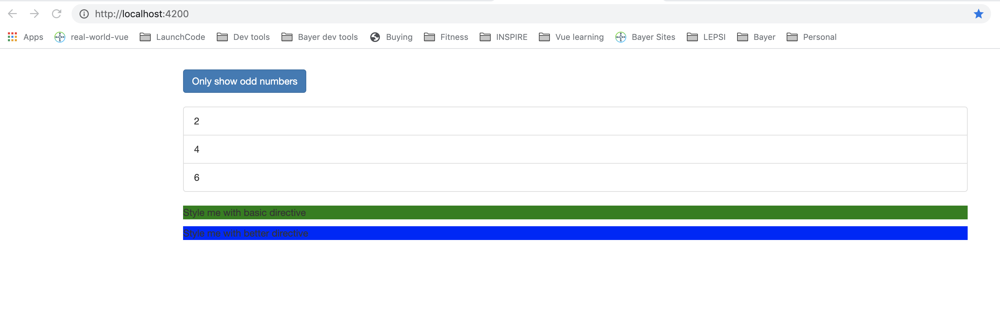 http://localhost:4200
Apps real-world-vue LaunchCode Dev tools Bayer dev tools Buying Fitness INSPIRE Vue learning Bayer Sites LEPSI Bayer Personal
Only show odd numbers
2
4
6
Style me with basic directive
Style me with better directive